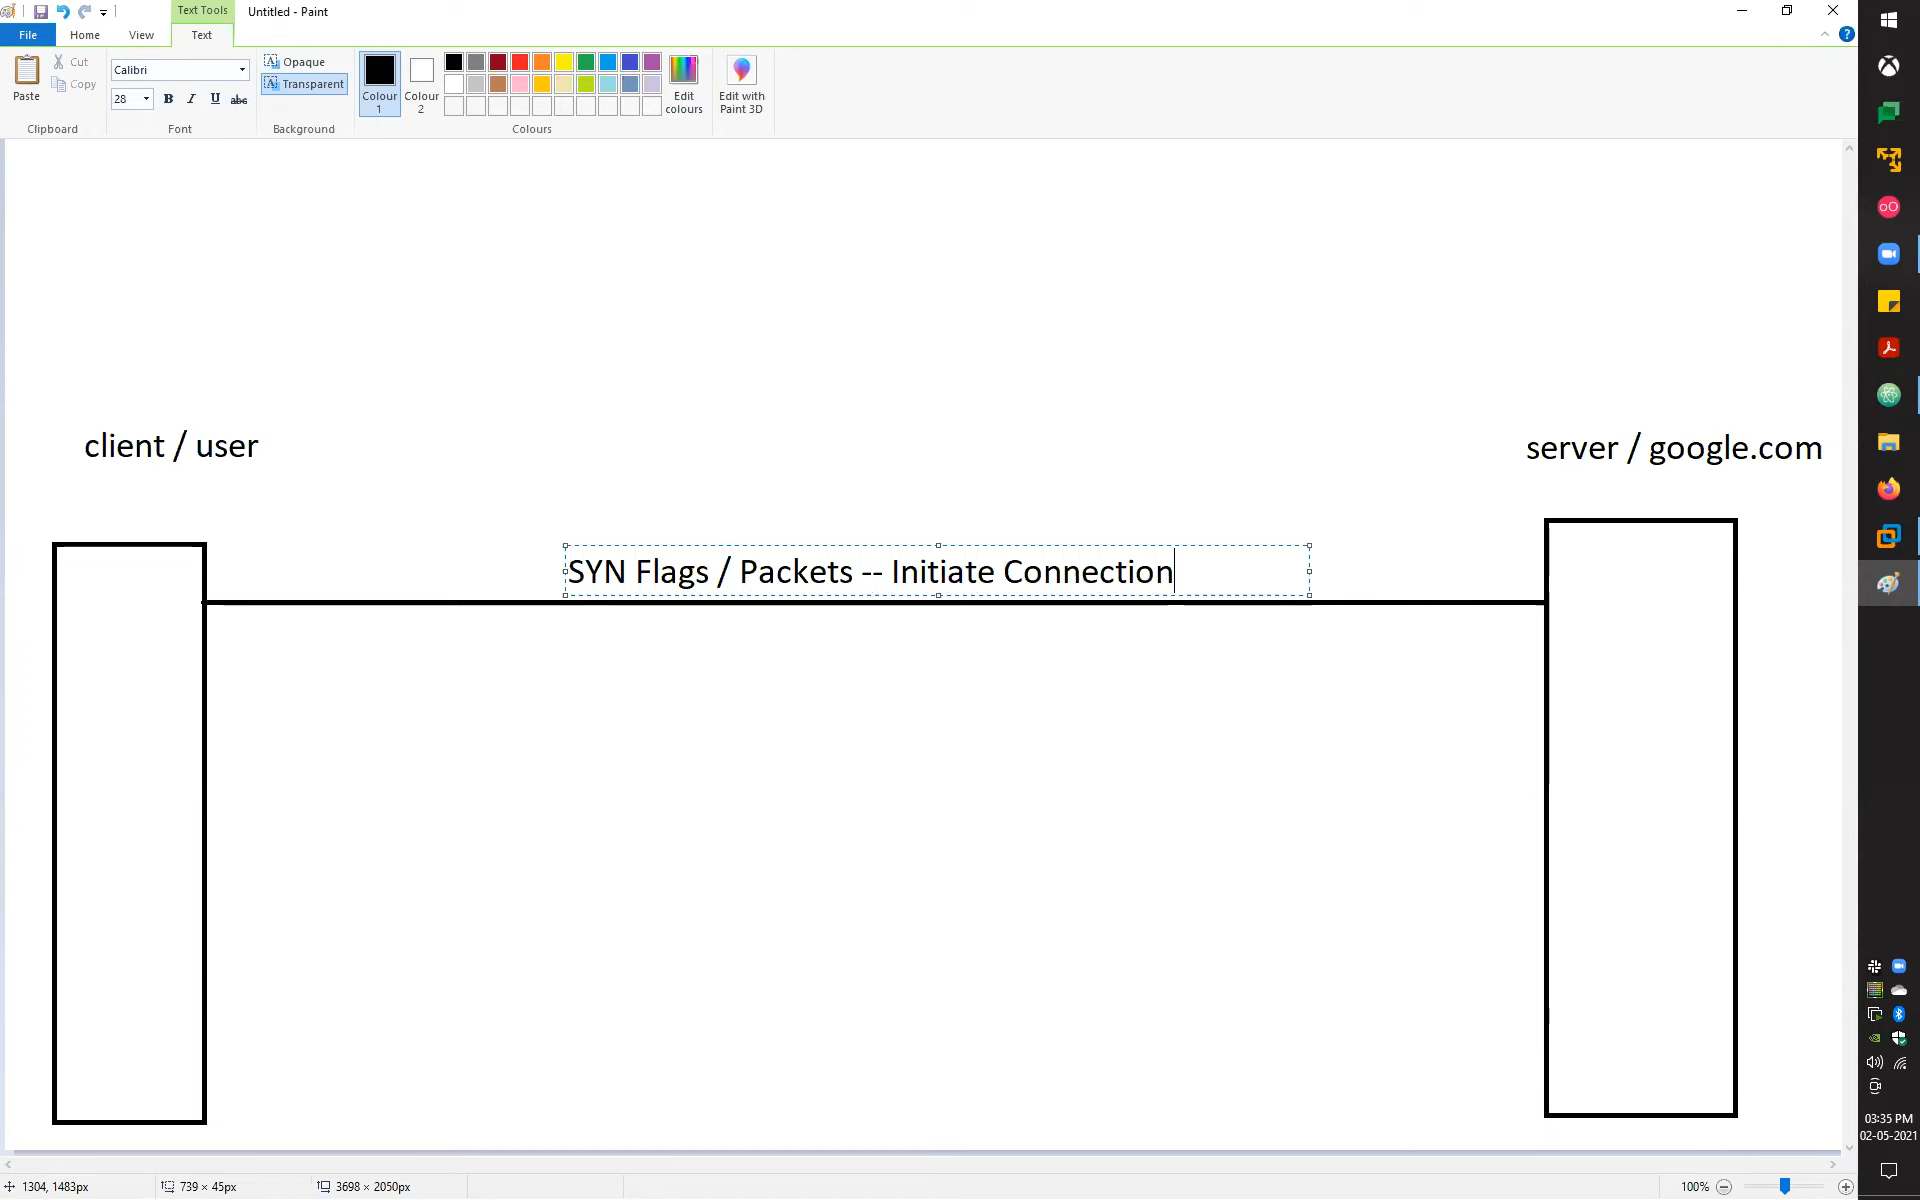 Text Tools
Untitled - Paint
File
Home
View
Text
Paste
Cut
Copy
Clipboard
Calibri
28
B
I
U
abc
Font
Opaque
Transparent
Background
Colour
1
Colour
2
Edit
colours
Colours
Edit with
Paint 3D
client / user
server / google.com
SYN Flags / Packets -- Initiate Connection
1304, 1483px
739 × 45px
3698 × 2050px
100%
03:35 PM
02-05-2021